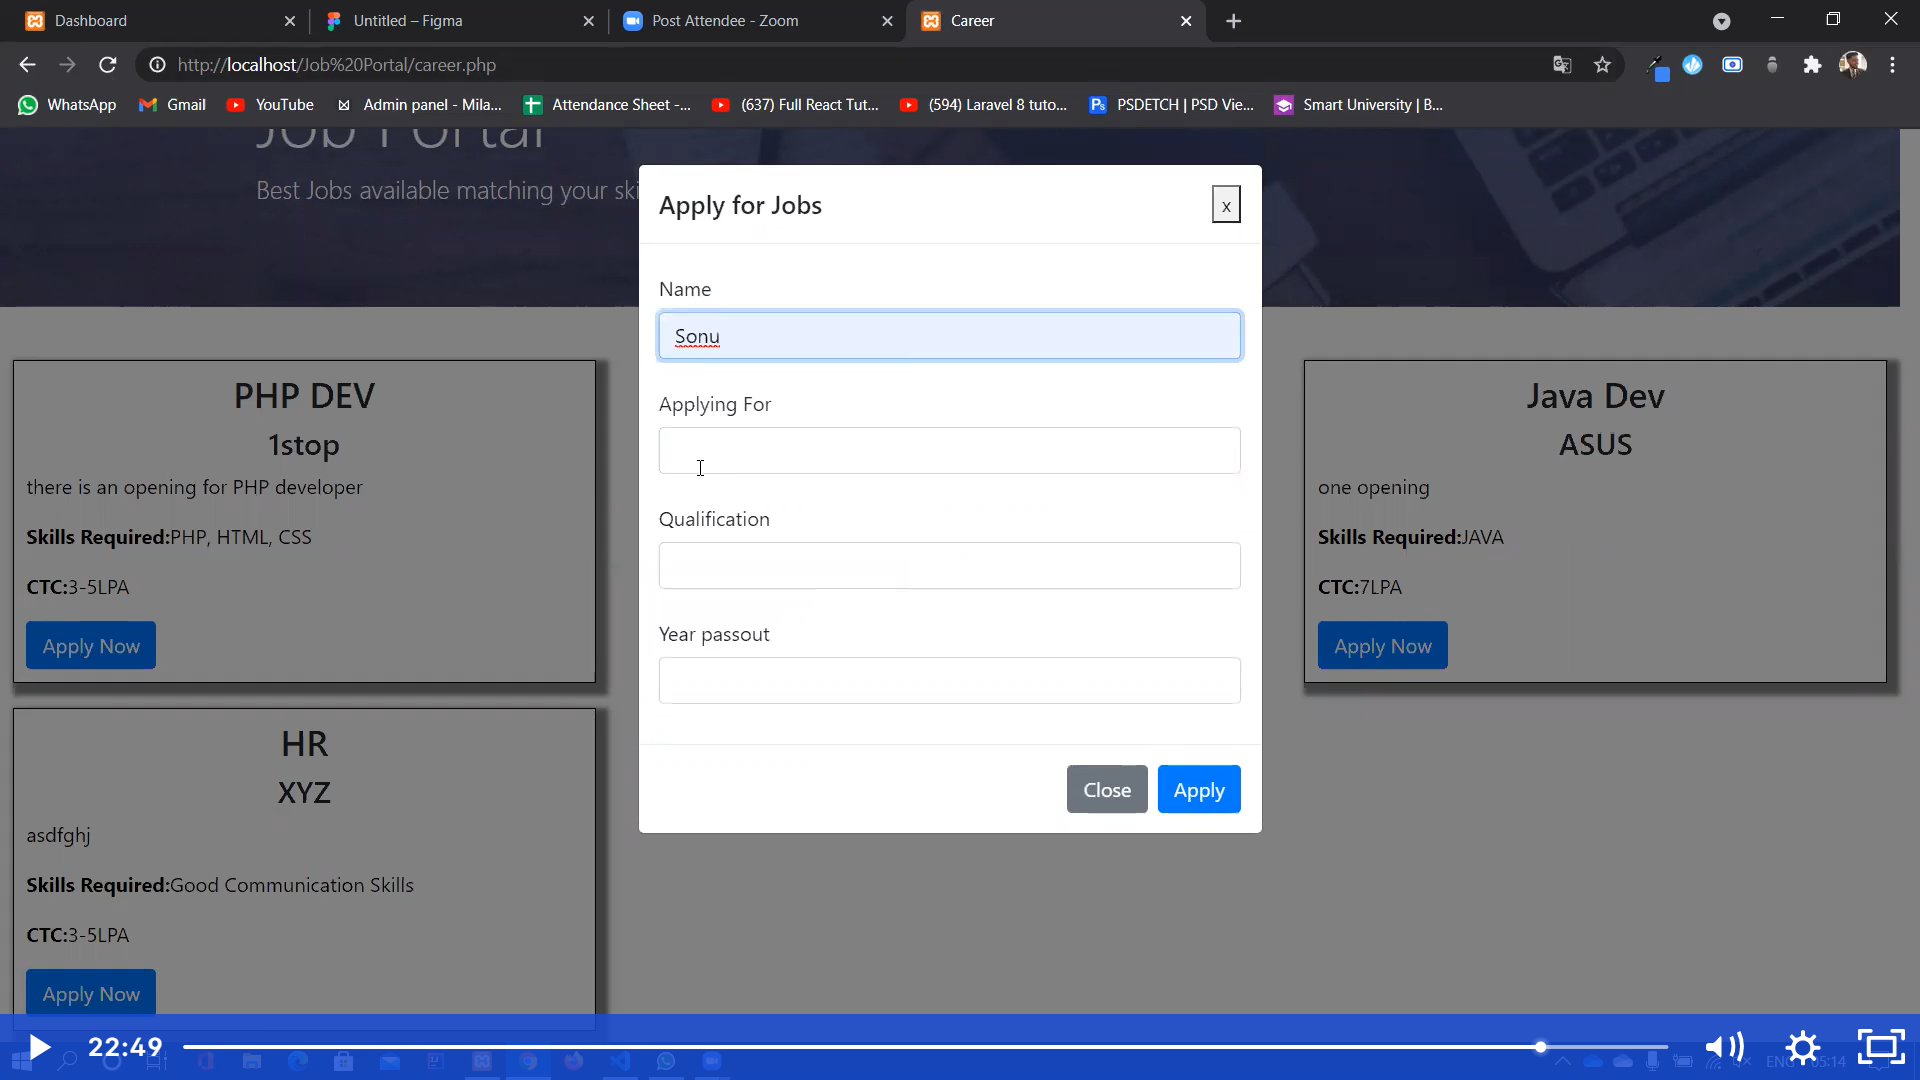 Dashboard
Untitled – Figma
Post Attendee - Zoom
Career
http://localhost/Job%20Portal/career.php
WhatsApp
Gmail
YouTube
Admin panel - Mila...
Attendance Sheet -...
(637) Full React Tut...
(594) Laravel 8 tuto...
PSDETCH | PSD Vie...
Smart University | B...
Job Portal
Best Jobs available matching your ski
Apply for Jobs
x
Name
Sonu
Applying For
Qualification
Year passout
Close
Apply
PHP DEV
1stop
there is an opening for PHP developer
Skills Required:PHP, HTML, CSS
CTC:3-5LPA
Apply Now
Java Dev
ASUS
one opening
Skills Required:JAVA
CTC:7LPA
Apply Now
HR
XYZ
asdfghj
Skills Required:Good Communication Skills
CTC:3-5LPA
Apply Now
22:49